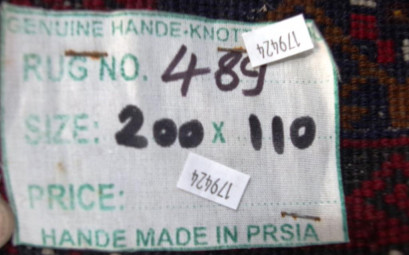 GENUINE HANDE-KNOT
179424
RUG NO. 489
SIZE: 200 X 110
179424
PRICE:
HANDE MADE IN PRSIA